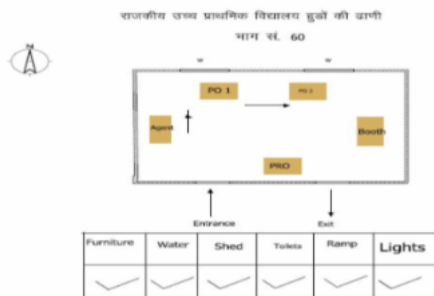 राजकीय उच्च प्राथमिक विद्यालय हुडों की ढाणी
भाग सं. 60
N
W W
PO 1 PO 2
Agent
Booth
PRO
Entrance Exit
Furniture Water Shed Toilets Ramp Lights